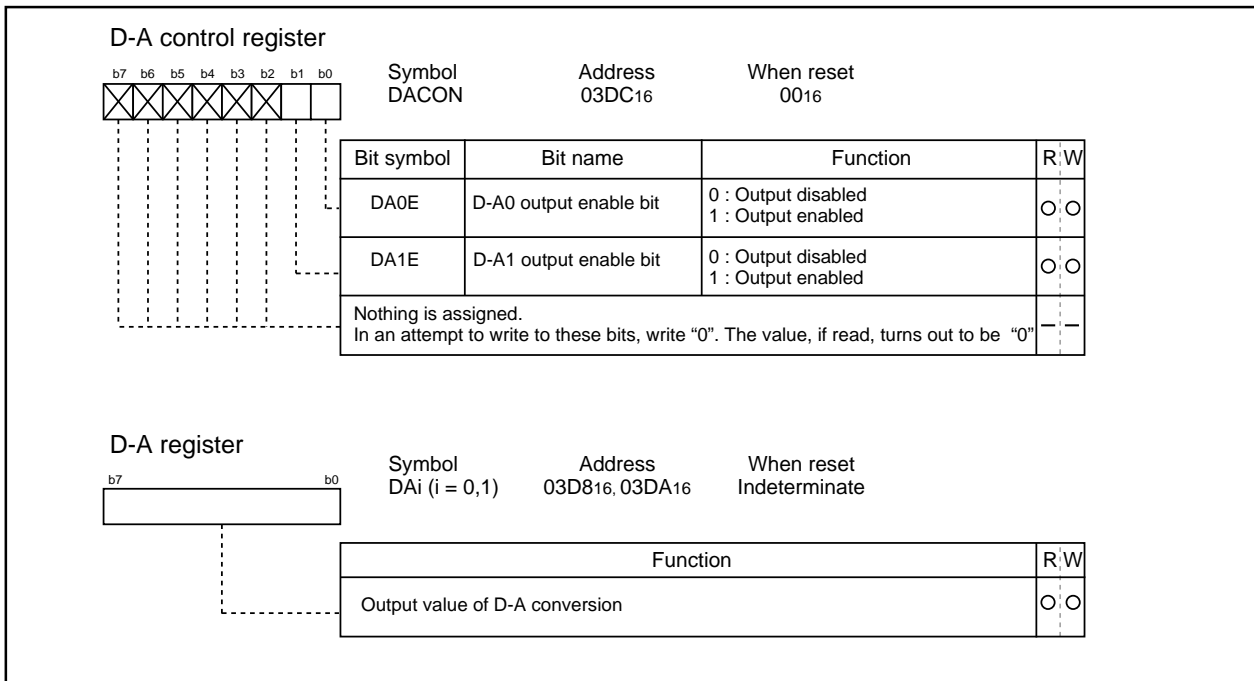 D-A control register
b7 b6 b5 b4 b3 b2 b1 b0
Symbol Address When reset
DACON 03DC16 0016
Bit symbol Bit name Function R W
DA0E D-A0 output enable bit 0 : Output disabled
1 : Output enabled
DA1E D-A1 output enable bit 0 : Output disabled
1 : Output enabled
Nothing is assigned.
In an attempt to write to these bits, write “0”. The value, if read, turns out to be “0”
D-A register
b7 b0
Symbol Address When reset
DAi (i = 0,1) 03D816, 03DA16 Indeterminate
Function R W
Output value of D-A conversion